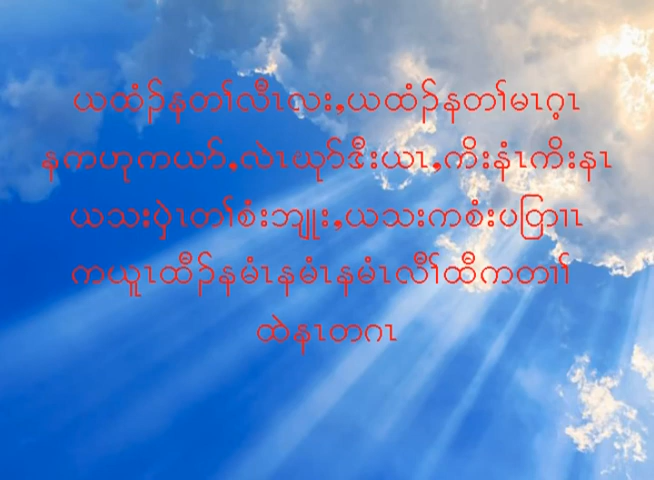 ယထံၣ်နတၢ်လီၤလး,ယထံၣ်နတၢ်မၤဂ့ၤ
နကဟုကယာ်,လဲၤဃုာ်ဒီးယၤ,ကိးနံၤကိးနၤ
ယသးပှဲၤတၢ်စံးဘျုး,ယသးကစံးပတြၢၤ
ကယူၤထီၣ်နမံၤနမံၤနမံၤလီၢ်ထီကတၢၢ်
ထဲနၤတဂၤ